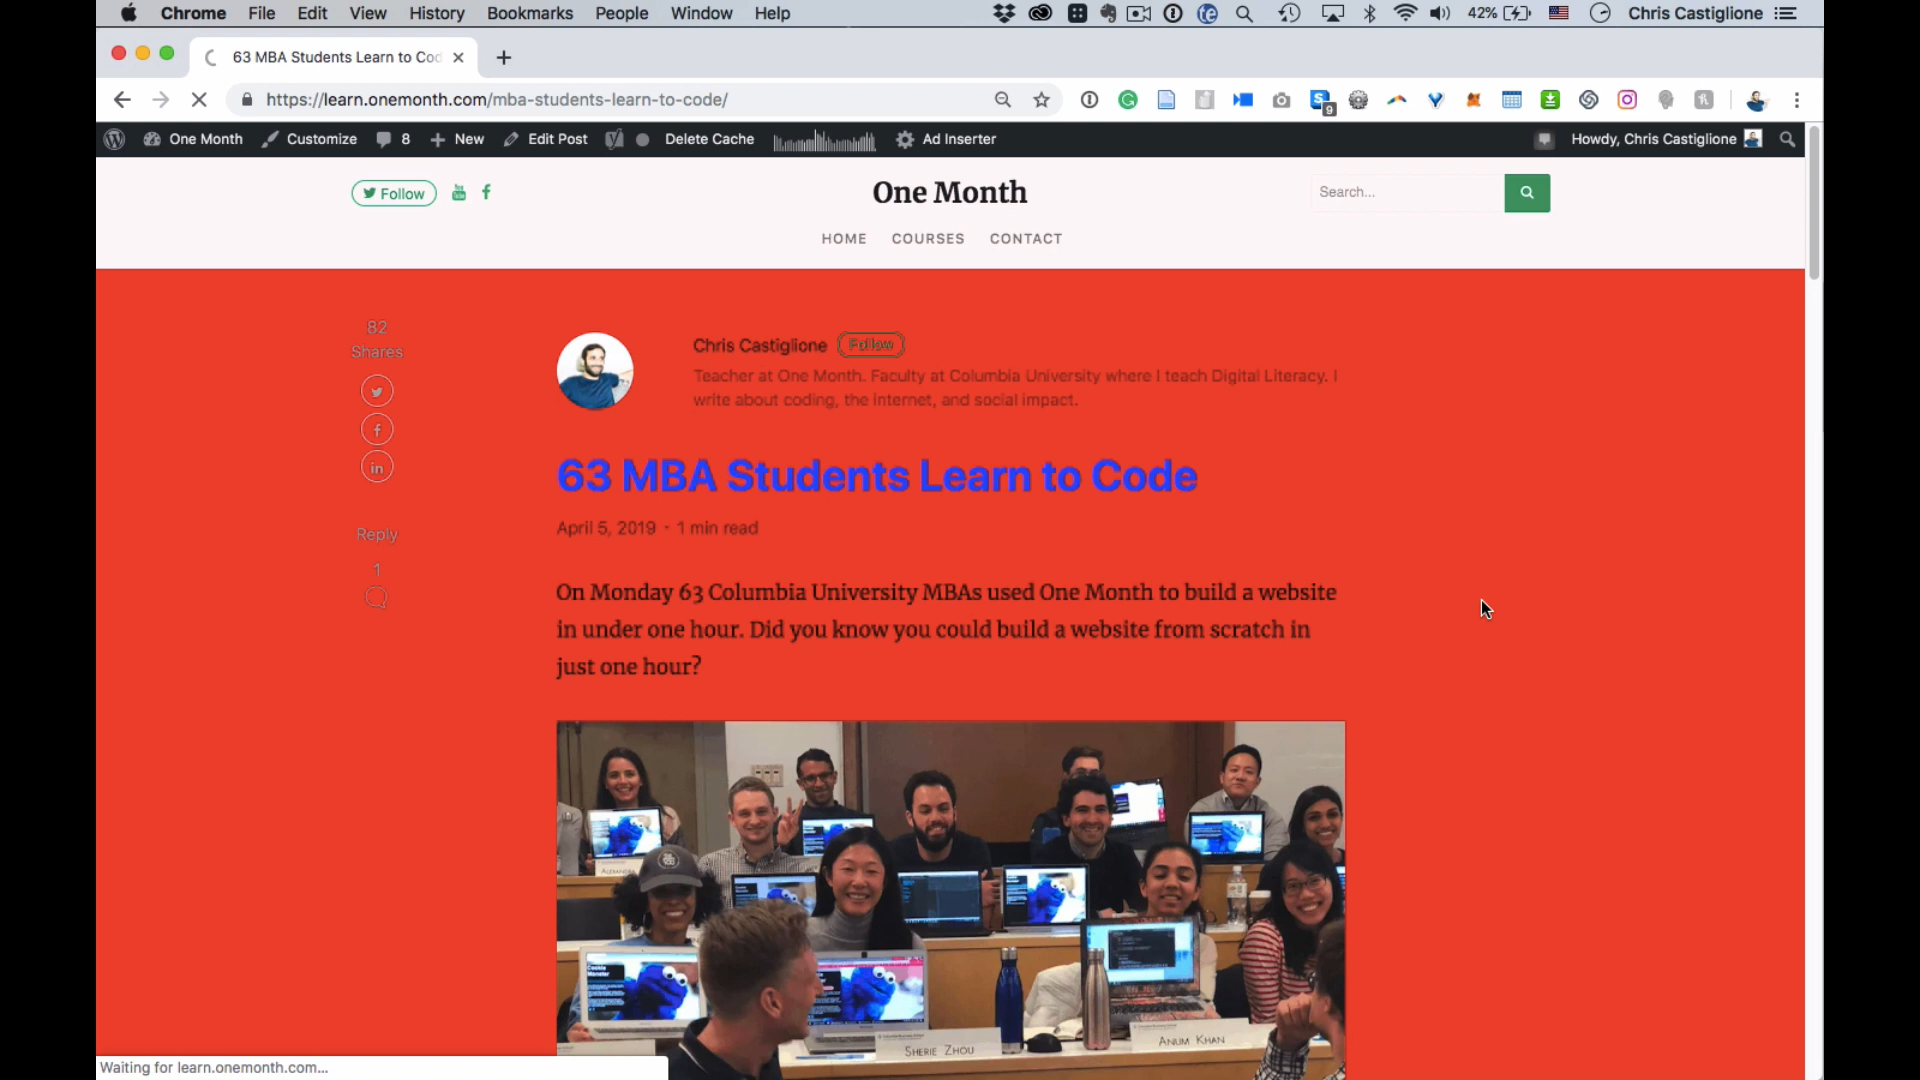 Chrome File Edit View History Bookmarks People Window Help 42% Chris Castiglione
63 MBA Students Learn to Cod
https://learn.onemonth.com/mba-students-learn-to-code/
9
One Month Customize 8 New Edit Post Delete Cache Ad Inserter Howdy, Chris Castiglione
Follow
One Month
Search...
HOME COURSES CONTACT
82
Shares
Reply
1
Chris Castiglione Follow
Teacher at One Month. Faculty at Columbia University where I teach Digital Literacy. I
write about coding, the internet, and social impact.
63 MBA Students Learn to Code
April 5, 2019 · 1 min read
On Monday 63 Columbia University MBAs used One Month to build a website
in under one hour. Did you know you could build a website from scratch in
just one hour?
Cookie
Monster
SHERIE ZHOU
ANUM KHAN
Waiting for learn.onemonth.com...